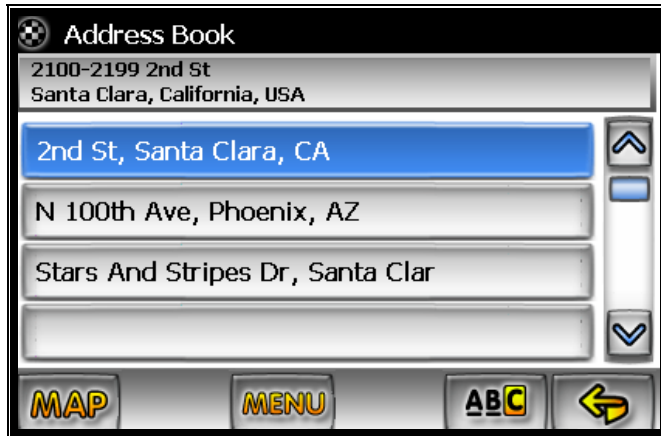 Address Book
2100-2199 2nd St
Santa Clara, California, USA
2nd St, Santa Clara, CA
N 100th Ave, Phoenix, AZ
Stars And Stripes Dr, Santa Clar
MAP MENU ABC